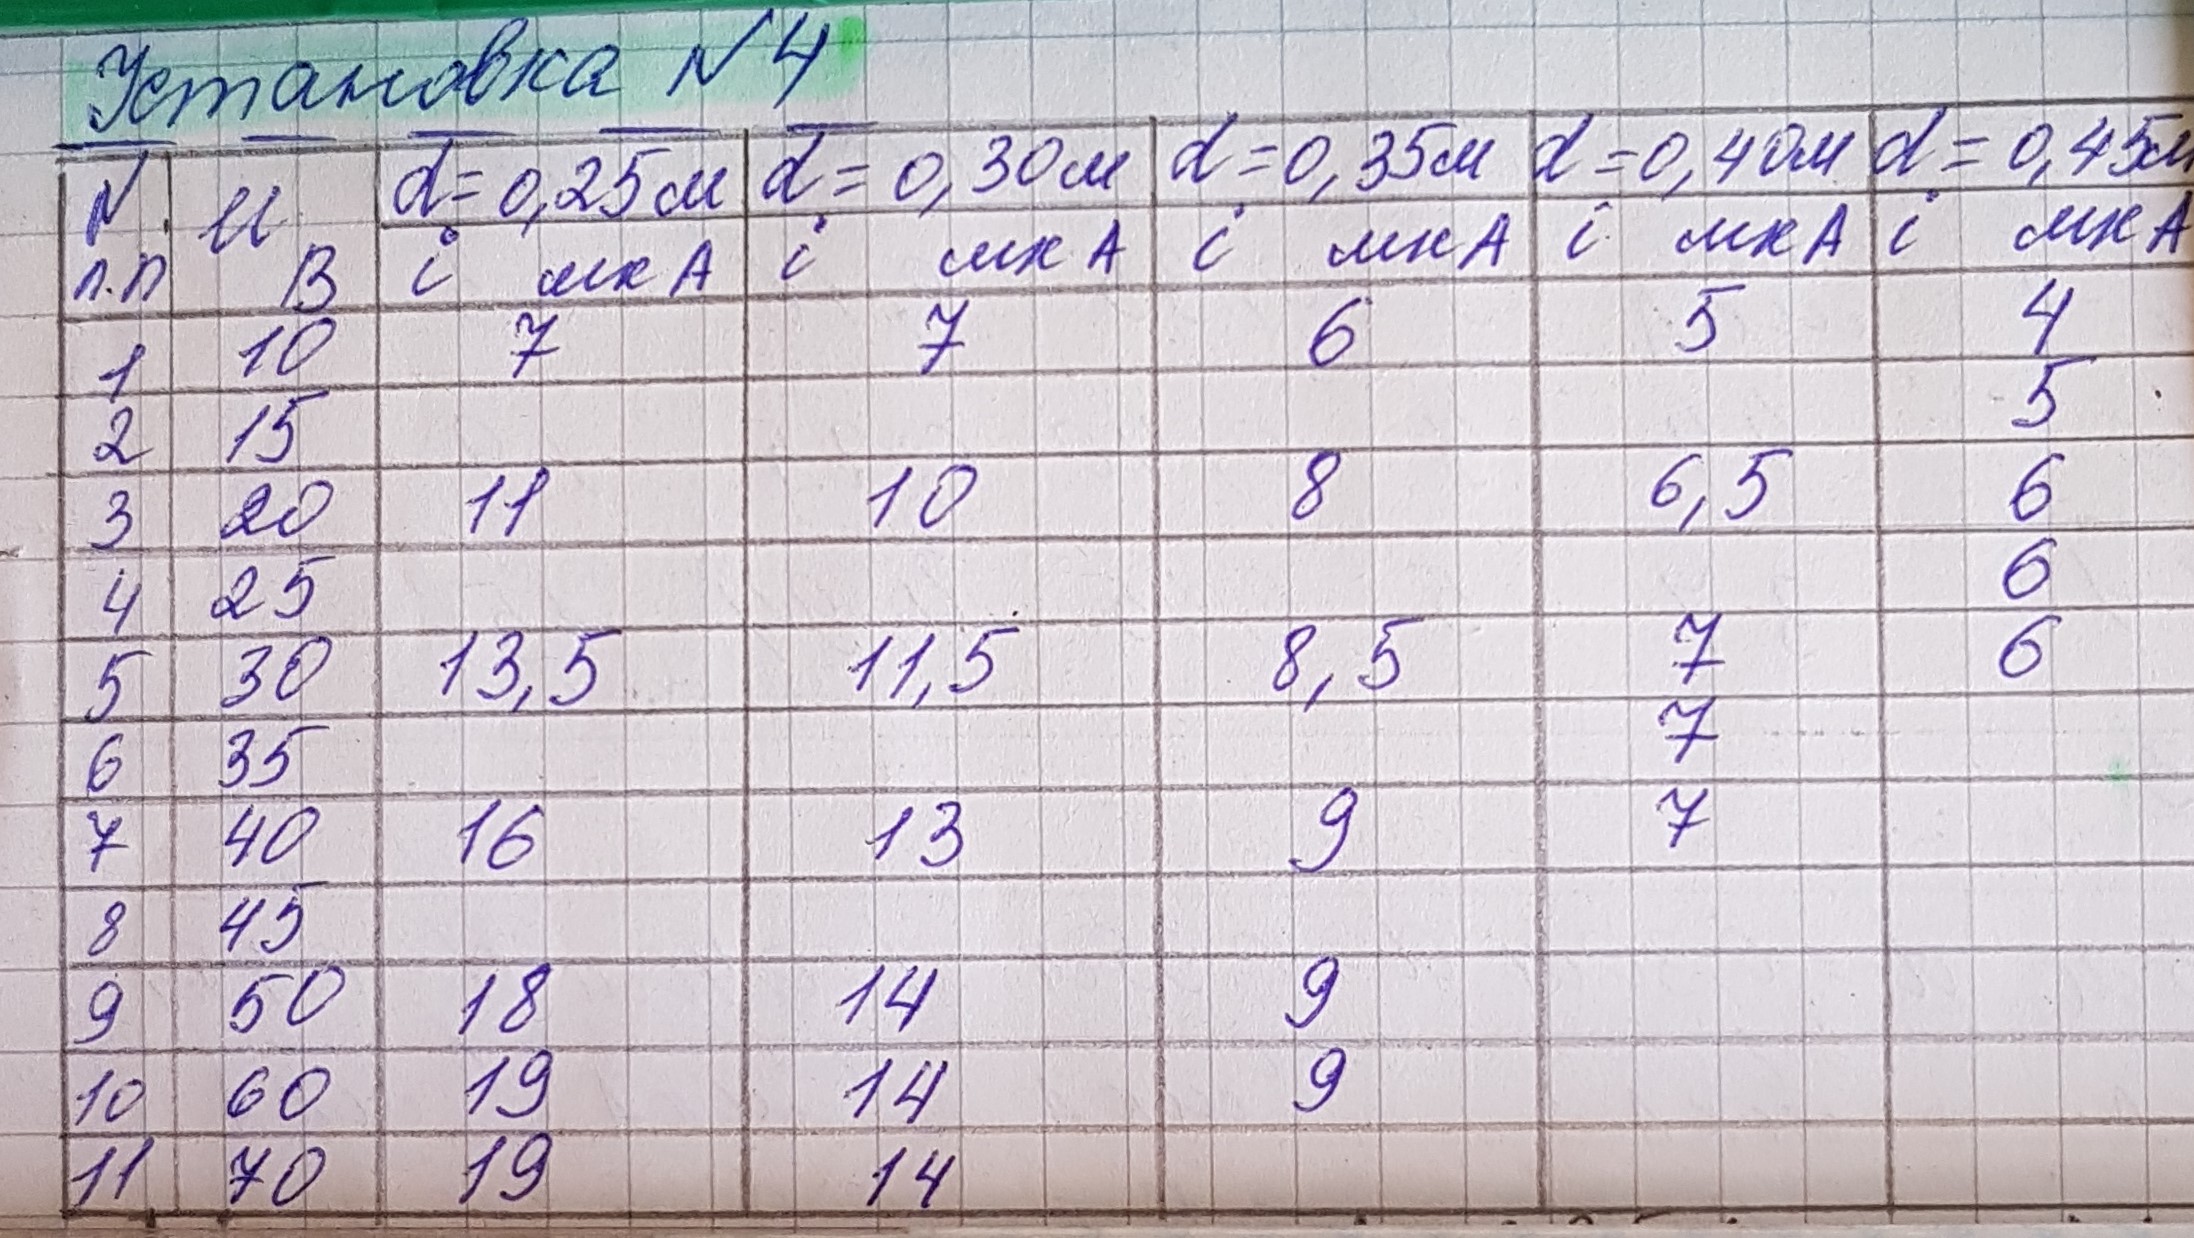 Установка №4
N п.п U В d=0,25м d=0,30м d=0,35м d=0,40м d=0,45м
i мкА i мкА i мкА i мкА i мкА
1 10 7 7 6 5 4
2 15 5
3 20 11 10 8 6,5 6
4 25 6
5 30 13,5 11,5 8,5 7 6
6 35 7
7 40 16 13 9 7
8 45
9 50 18 14 9
10 60 19 14 9
11 70 19 14